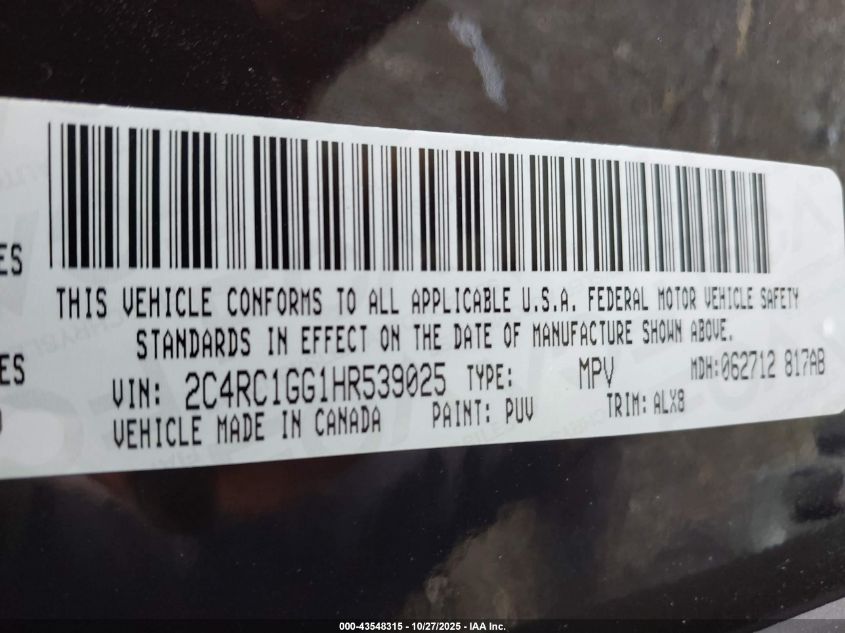 ES
THIS VEHICLE CONFORMS TO ALL APPLICABLE U.S.A. FEDERAL MOTOR VEHICLE SAFETY
STANDARDS IN EFFECT ON THE DATE OF MANUFACTURE SHOWN ABOVE.
ES
VIN: 2C4RC1GG1HR539025 TYPE: MPV MDH:062712 817AB
VEHICLE MADE IN CANADA PAINT: PUV TRIM: ALX8
000-43548315 - 10/27/2025 - IAA Inc.